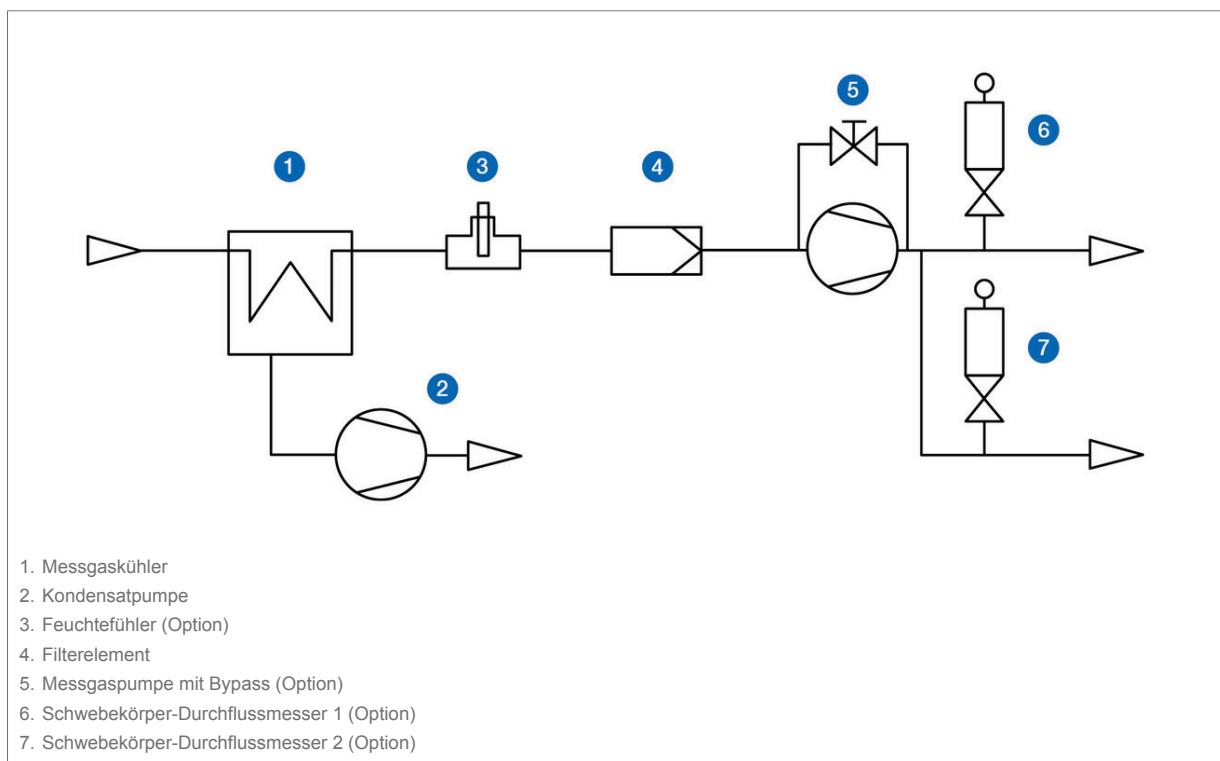 5
6
1
3
4
7
2
1. Messgaskühler
2. Kondensatpumpe
3. Feuchtefühler (Option)
4. Filterelement
5. Messgaspumpe mit Bypass (Option)
6. Schwebekörper-Durchflussmesser 1 (Option)
7. Schwebekörper-Durchflussmesser 2 (Option)